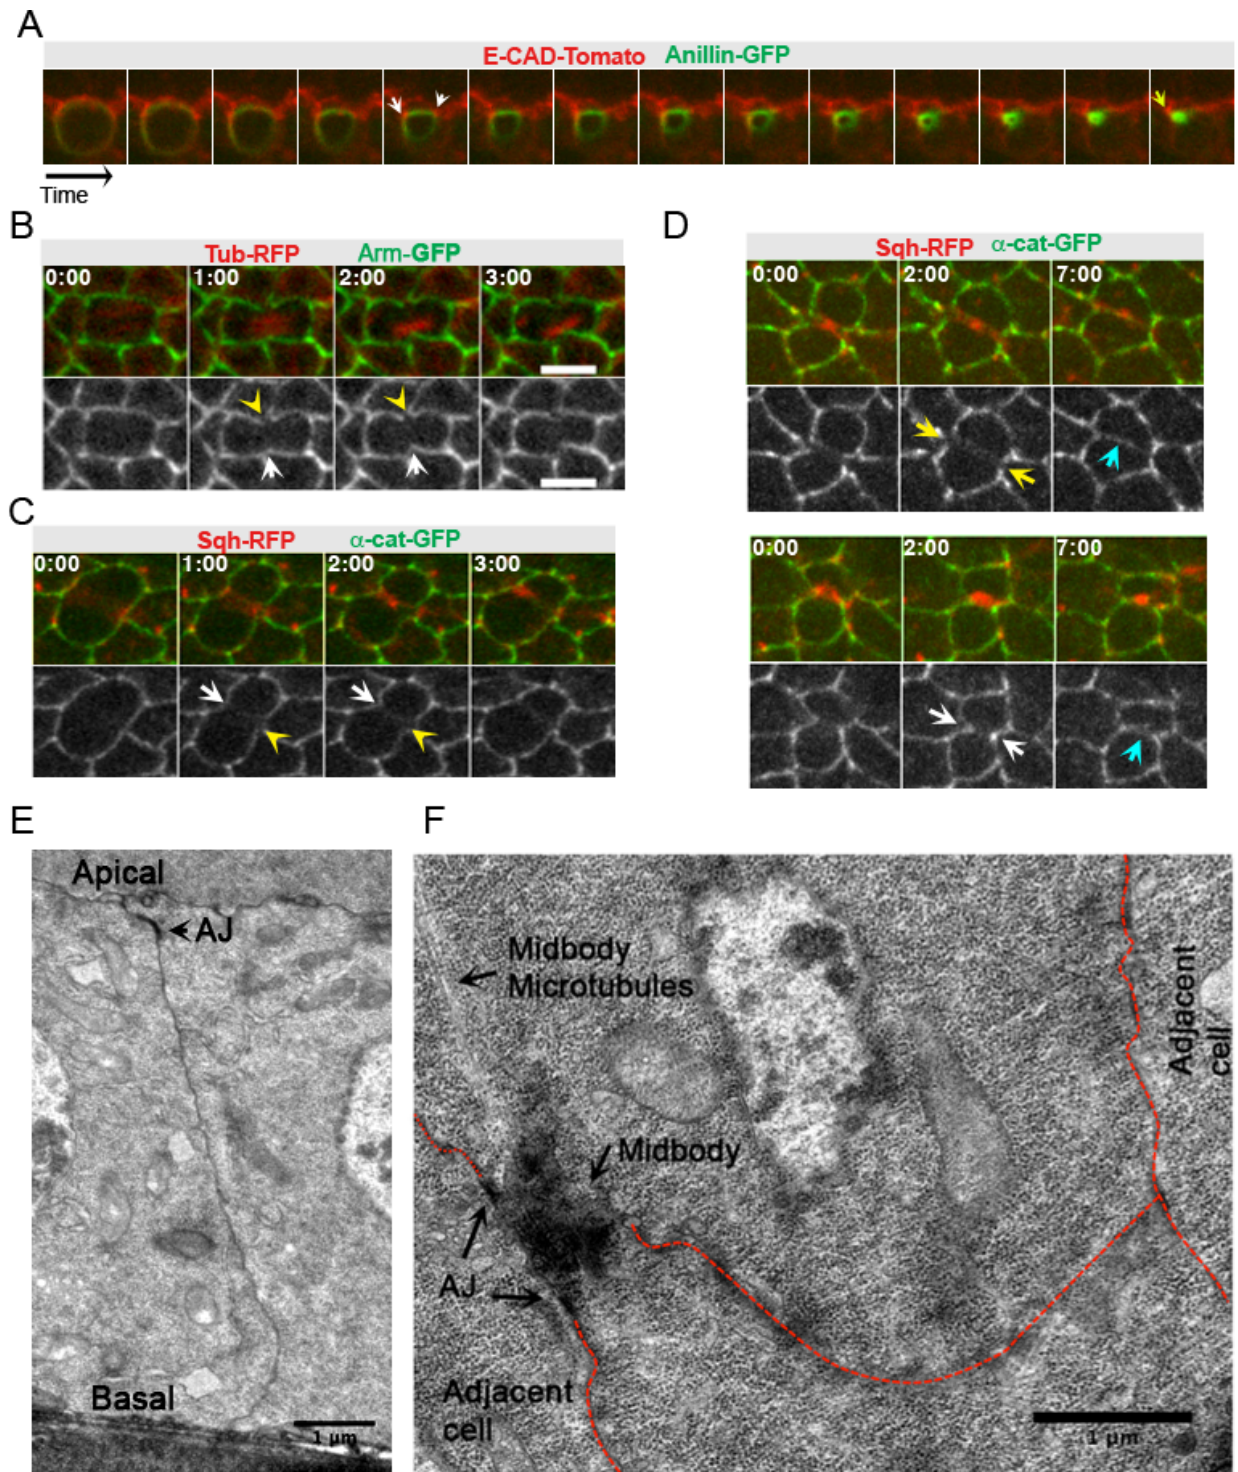 A
E-CAD-Tomato Anillin-GFP
Time
B
Tub-RFP Arm-GFP
0:00 1:00 2:00 3:00
C
Sqh-RFP α-cat-GFP
0:00 1:00 2:00 3:00
D
Sqh-RFP α-cat-GFP
0:00 2:00 7:00
0:00 2:00 7:00
E
Apical
AJ
Basal
1 µm
F
Midbody
Microtubules
Adjacent
cell
Midbody
AJ
Adjacent
cell
1 µm